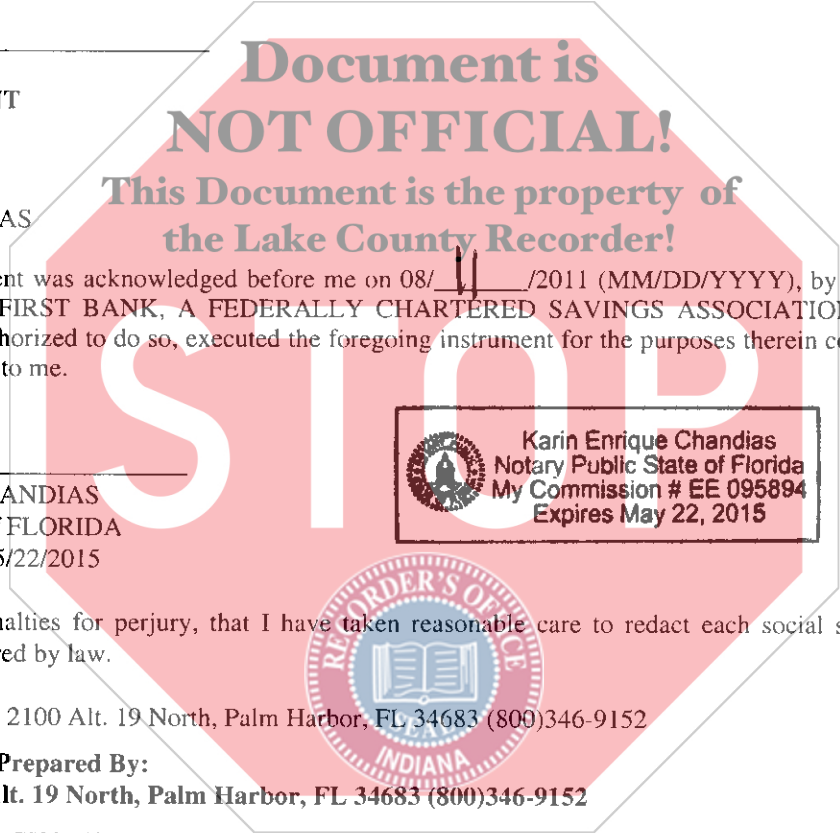 Document is
NT
NOT OFFICIAL!
This Document is the property of
AS
the Lake County Recorder!
ent was acknowledged before me on 08/__11__/2011 (MM/DD/YYYY), by
FIRST BANK, A FEDERALLY CHARTERED SAVINGS ASSOCIATION
horized to do so, executed the foregoing instrument for the purposes therein co
to me.
STOP
Karin Enrique Chandias
Notary Public State of Florida
My Commission # EE 095894
Expires May 22, 2015
ANDIAS
FLORIDA
5/22/2015
RECORDER'S OFFICE
nalties for perjury, that I have taken reasonable care to redact each social s
red by law.
2100 Alt. 19 North, Palm Harbor, FL 34683 (800)346-9152
SEAL
INDIANA
Prepared By:
lt. 19 North, Palm Harbor, FL 34683 (800)346-9152